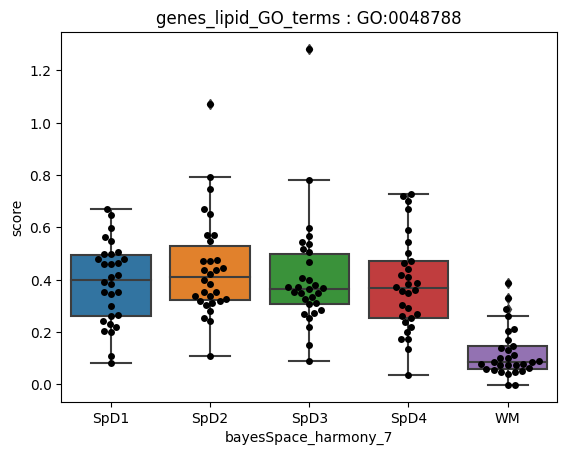 genes_lipid_GO_terms : GO:0048788
score
1.2
1.0
0.8
0.6
0.4
0.2
0.0
SpD1 SpD2 SpD3 SpD4 WM
bayesSpace_harmony_7